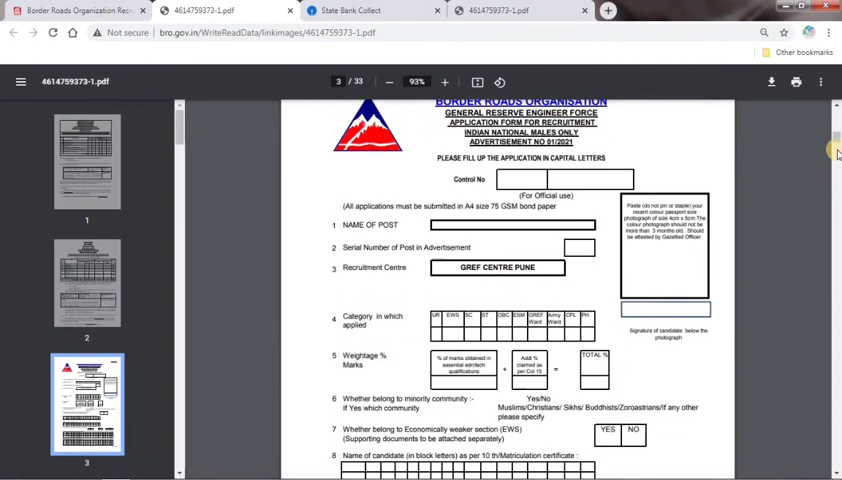 Border Roads Organization Recru
4614759373-1.pdf
State Bank Collect
4614759373-1.pdf
Not secure | bro.gov.in/WriteReadData/linkimages/4614759373-1.pdf
Other bookmarks
4614759373-1.pdf
3 / 33
93%
1
2
3
BORDER ROADS ORGANISATION
GENERAL RESERVE ENGINEER FORCE
APPLICATION FORM FOR RECRUITMENT
INDIAN NATIONAL MALES ONLY
ADVERTISEMENT NO 01/2021
PLEASE FILL UP THE APPLICATION IN CAPITAL LETTERS
Control No
(For Official use)
(All applications must be submitted in A4 size 75 GSM bond paper
Paste (do not pin or staple) your
recent colour passport size
photograph of size 4cm x 5cm.The
colour photograph should not be
more than 3 months old. Should
be attested by Gazetted Officer
1 NAME OF POST
2 Serial Number of Post in Advertisement
3 Recruitment Centre GREF CENTRE PUNE
Signature of candidate below the
photograph
4 Category in which
applied
UR EWS SC ST OBC ESM GREF Ward Army Ward CPL PH
5 Weightage %
Marks
% of marks obtained in
essential edn/tech
qualifications
+
Addl %
claimed as
per Col 15
=
TOTAL %
6 Whether belong to minority community :- Yes/No
If Yes which community Muslims/Christians/ Sikhs/ Buddhists/Zoroastrians/If any other
please specify
7 Whether belong to Economically weaker section (EWS) YES NO
(Supporting documents to be attached separately)
8 Name of candidate (in block letters) as per 10 th/Matriculation certificate :